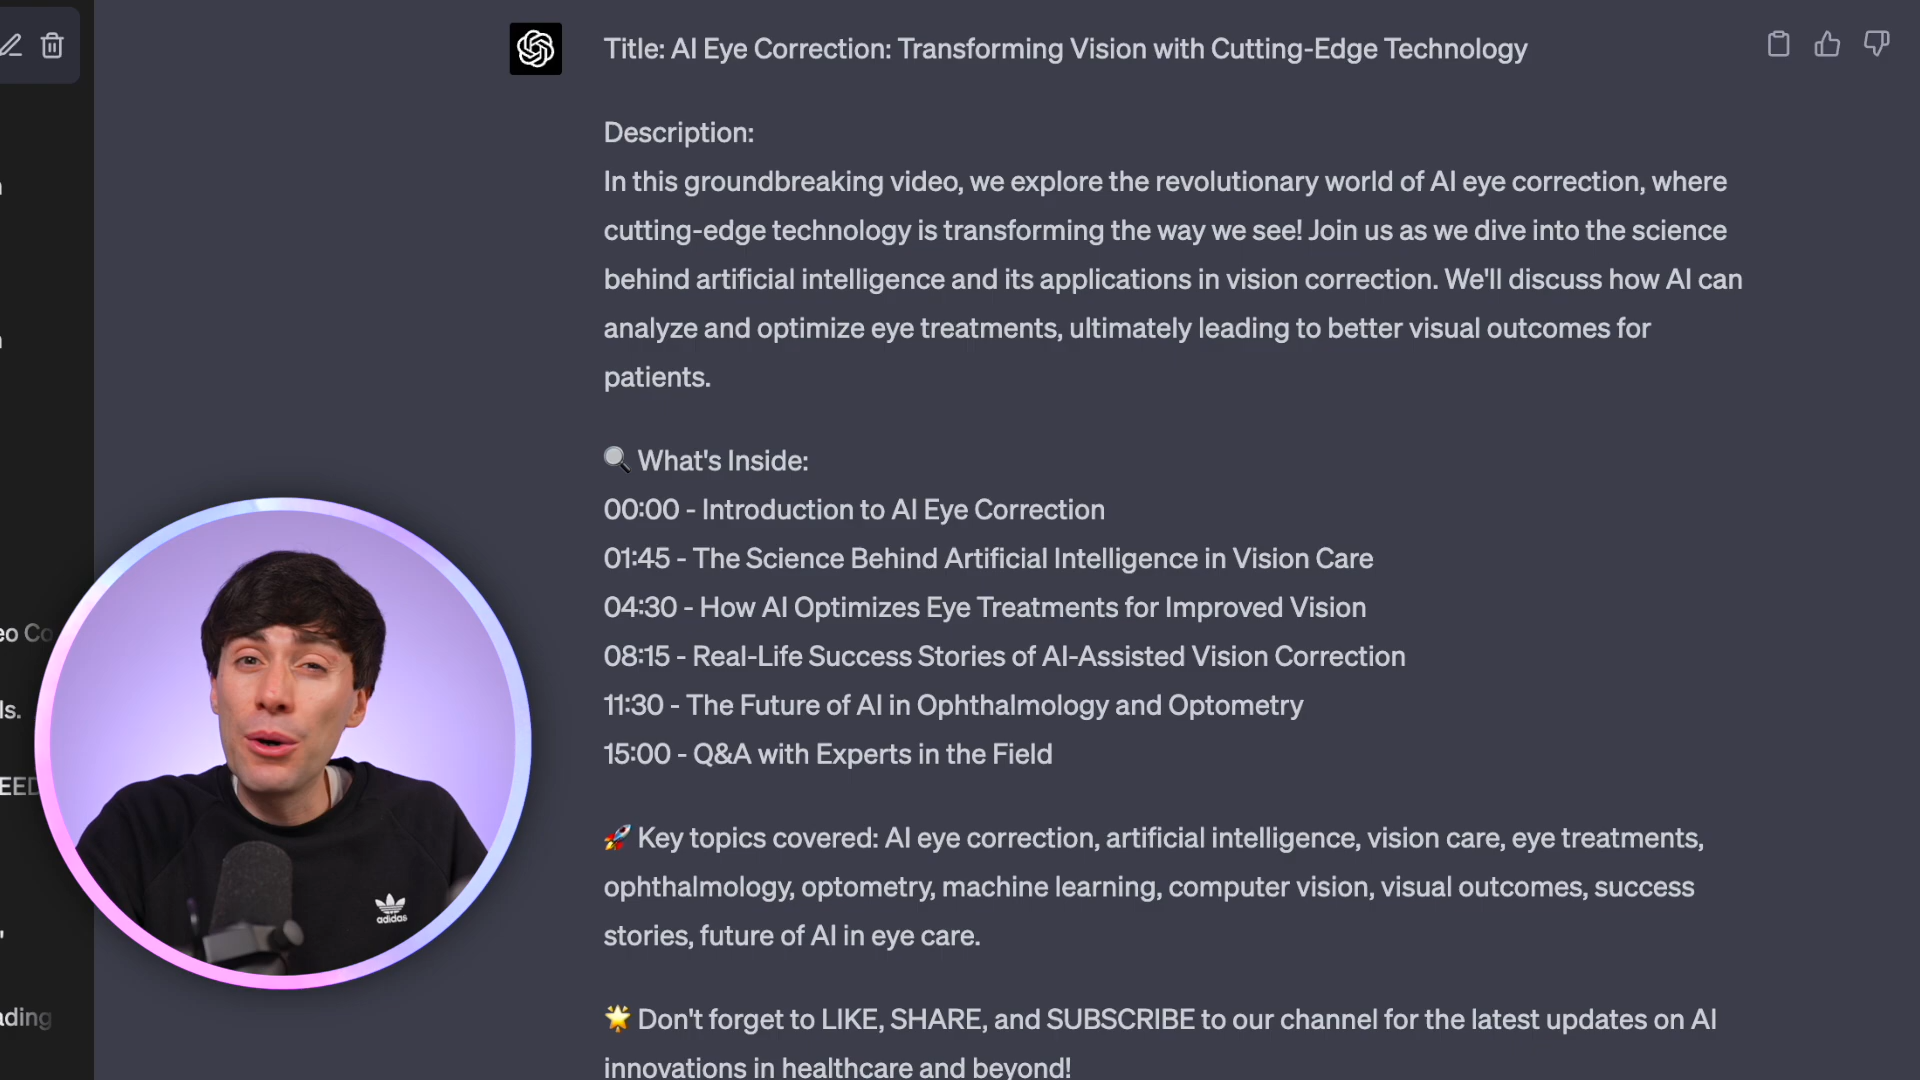 Title: AI Eye Correction: Transforming Vision with Cutting-Edge Technology
Description:
In this groundbreaking video, we explore the revolutionary world of AI eye correction, where
cutting-edge technology is transforming the way we see! Join us as we dive into the science
behind artificial intelligence and its applications in vision correction. We'll discuss how AI can
analyze and optimize eye treatments, ultimately leading to better visual outcomes for
patients.
🔍 What's Inside:
00:00 - Introduction to AI Eye Correction
01:45 - The Science Behind Artificial Intelligence in Vision Care
04:30 - How AI Optimizes Eye Treatments for Improved Vision
08:15 - Real-Life Success Stories of AI-Assisted Vision Correction
11:30 - The Future of AI in Ophthalmology and Optometry
15:00 - Q&A with Experts in the Field
🚀 Key topics covered: AI eye correction, artificial intelligence, vision care, eye treatments,
ophthalmology, optometry, machine learning, computer vision, visual outcomes, success
stories, future of AI in eye care.
🌟 Don't forget to LIKE, SHARE, and SUBSCRIBE to our channel for the latest updates on AI
innovations in healthcare and beyond!
adidas